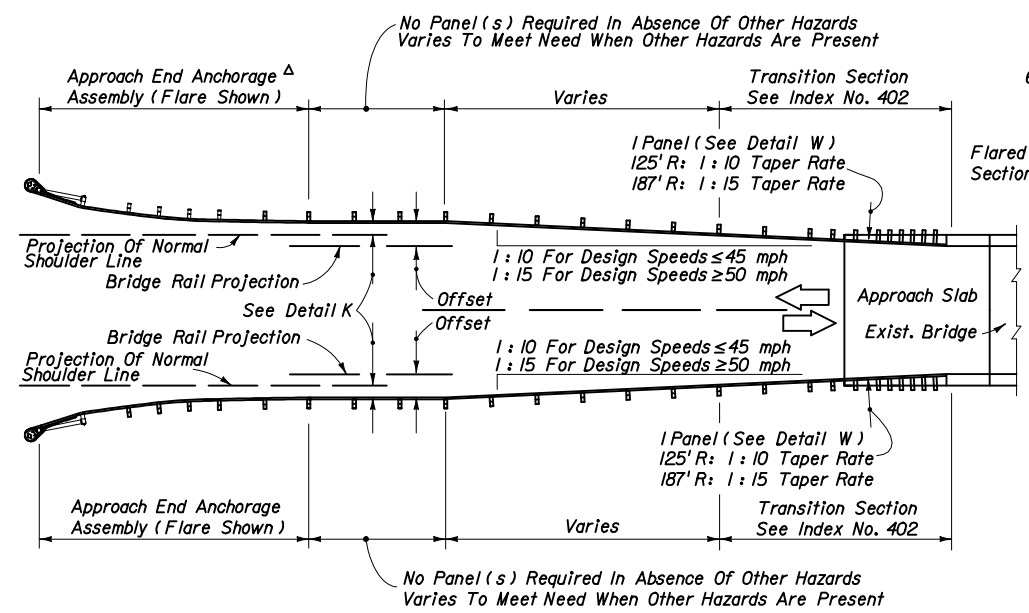 No Panel(s) Required In Absence Of Other Hazards
Varies To Meet Need When Other Hazards Are Present
Approach End Anchorage Δ
Assembly (Flare Shown)
Varies
Transition Section
See Index No. 402
6
1 Panel (See Detail W)
125' R: 1:10 Taper Rate
187' R: 1:15 Taper Rate
Flared
Section
Projection Of Normal
Shoulder Line
Bridge Rail Projection
1:10 For Design Speeds ≤ 45 mph
1:15 For Design Speeds ≥ 50 mph
See Detail K
Offset
Offset
Approach Slab
Exist. Bridge
Bridge Rail Projection
Projection Of Normal
Shoulder Line
1:10 For Design Speeds ≤ 45 mph
1:15 For Design Speeds ≥ 50 mph
1 Panel (See Detail W)
125' R: 1:10 Taper Rate
187' R: 1:15 Taper Rate
Approach End Anchorage
Assembly (Flare Shown)
Varies
Transition Section
See Index No. 402
No Panel(s) Required In Absence Of Other Hazards
Varies To Meet Need When Other Hazards Are Present